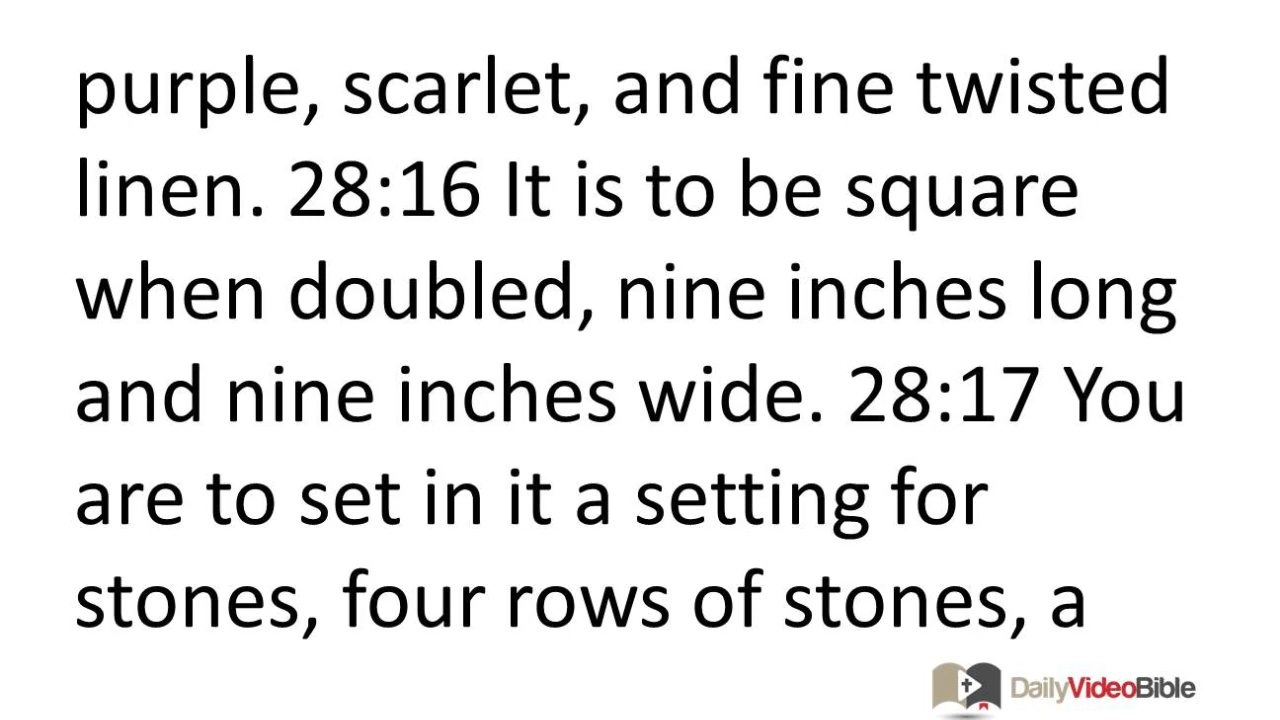 purple, scarlet, and fine twisted
linen. 28:16 It is to be square
when doubled, nine inches long
and nine inches wide. 28:17 You
are to set in it a setting for
stones, four rows of stones, a
DailyVideoBible